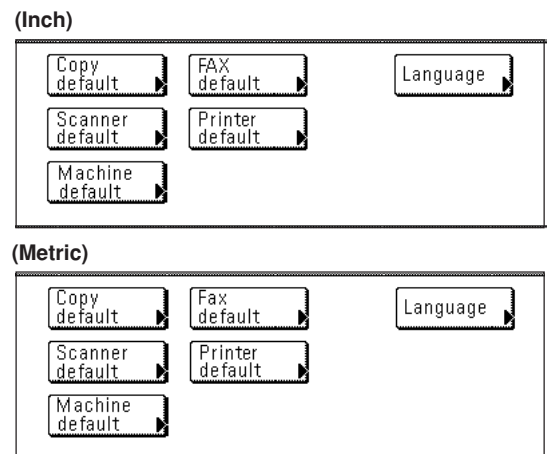 (Inch)
Copy
default
FAX
default
Language
Scanner
default
Printer
default
Machine
default
(Metric)
Copy
default
Fax
default
Language
Scanner
default
Printer
default
Machine
default